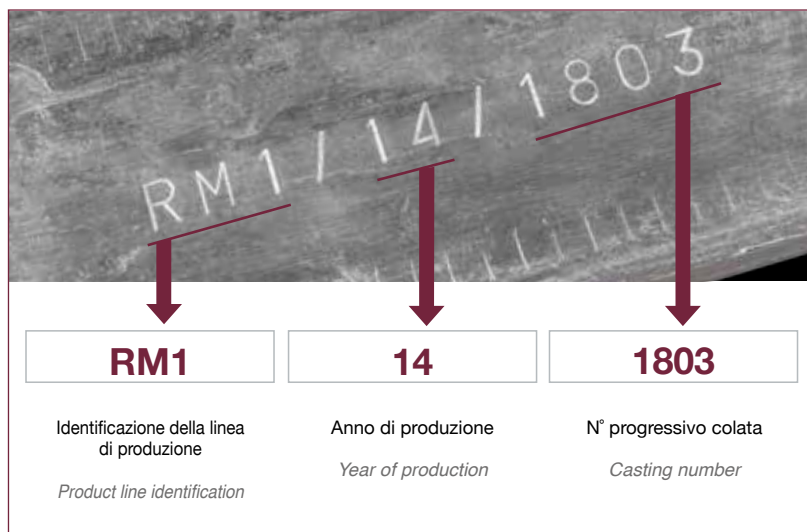 RM1/14/1803
RM1
14
1803
Identificazione della linea
di produzione
Product line identification
Anno di produzione
Year of production
N° progressivo colata
Casting number